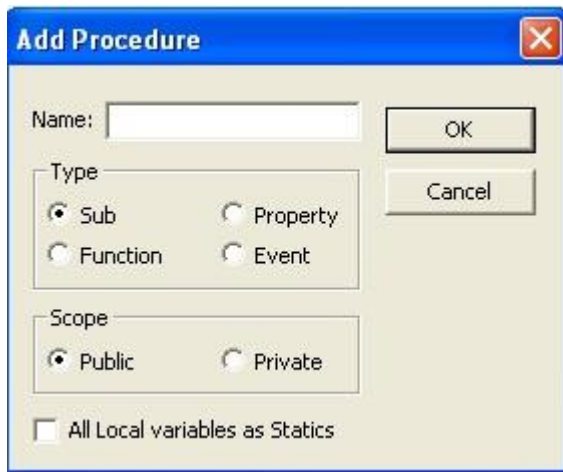 Add Procedure
Name:
OK
Type
Cancel
Sub
Property
Function
Event
Scope
Public
Private
All Local variables as Statics